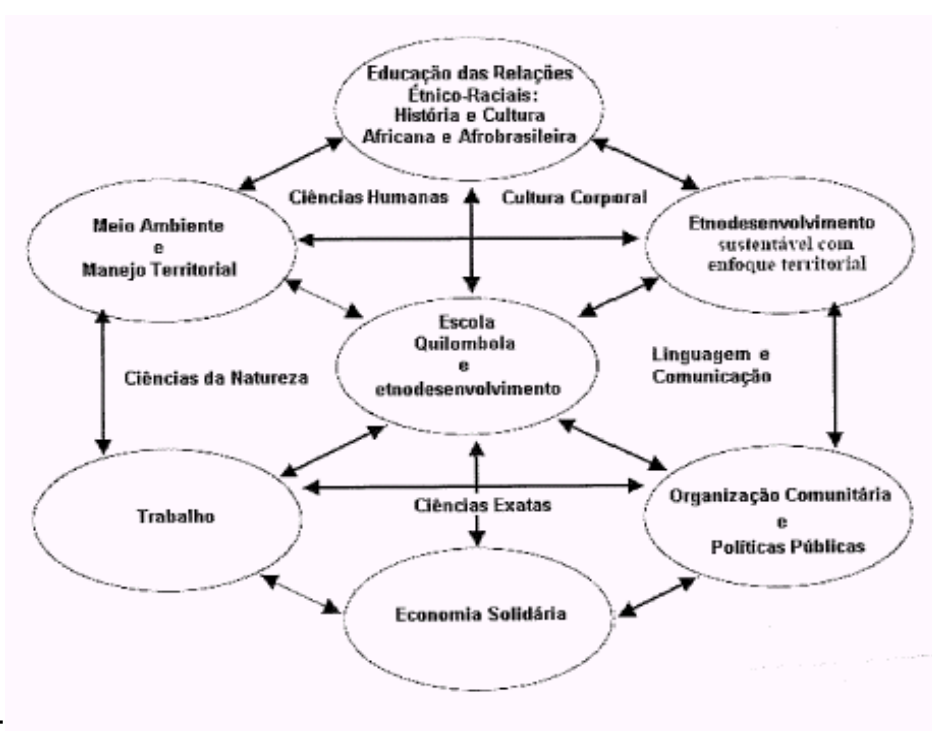 Educação das Relações
Étnico-Raciais:
História e Cultura
Africana e Afrobrasileira
Ciências Humanas
Cultura Corporal
Meio Ambiente
e
Manejo Territorial
Etnodesenvolvimento
sustentável com
enfoque territorial
Escola
Quilombola
e
etnodesenvolvimento
Ciências da Natureza
Linguagem e
Comunicação
Trabalho
Ciências Exatas
Organização Comunitária
e
Políticas Públicas
Economia Solidária